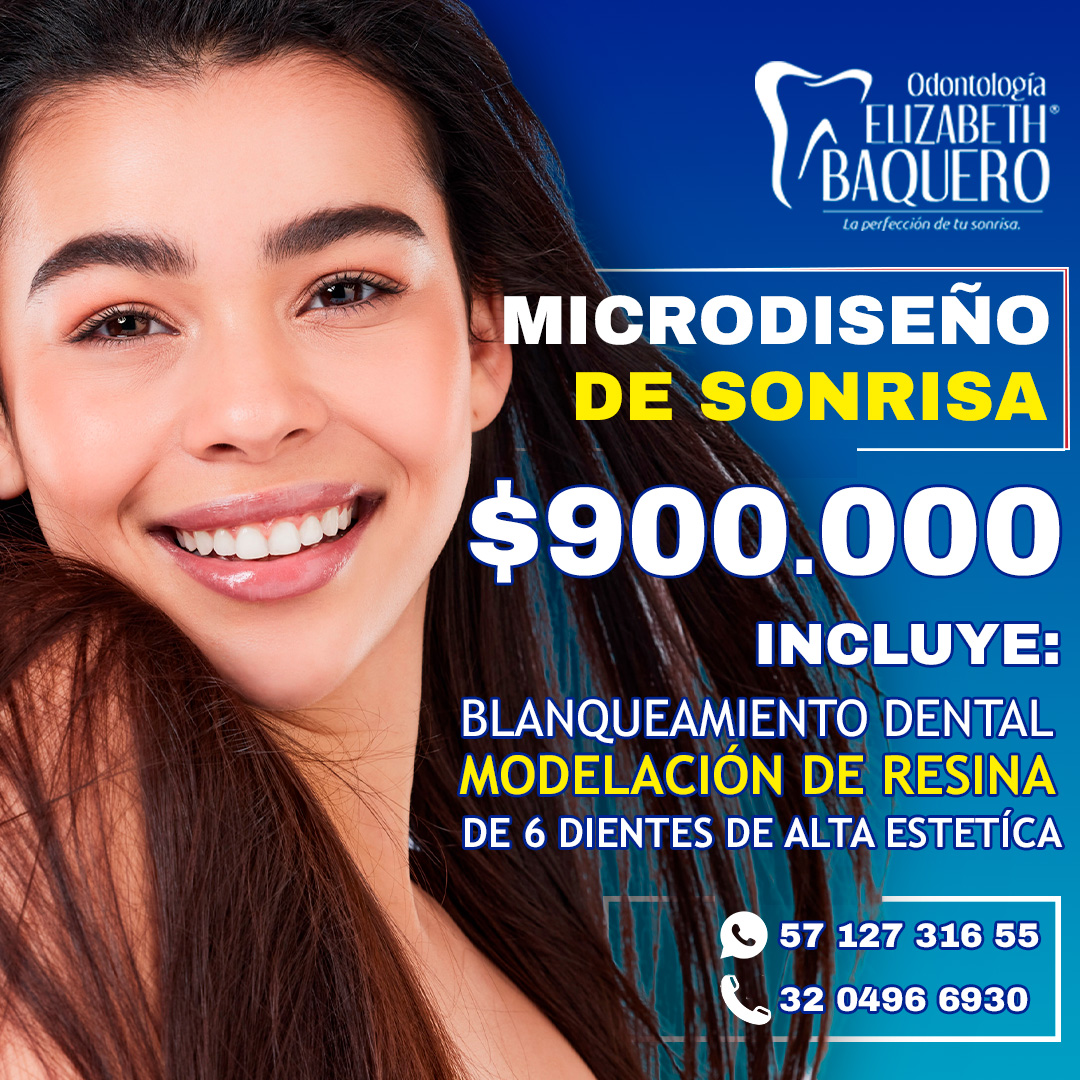 Odontología
ELIZABETH®
BAQUERO
La perfección de tu sonrisa.
MICRODISEÑO
DE SONRISA
$900.000
INCLUYE:
BLANQUEAMIENTO DENTAL
MODELACIÓN DE RESINA
DE 6 DIENTES DE ALTA ESTETÍCA
57 127 316 55
32 0496 6930